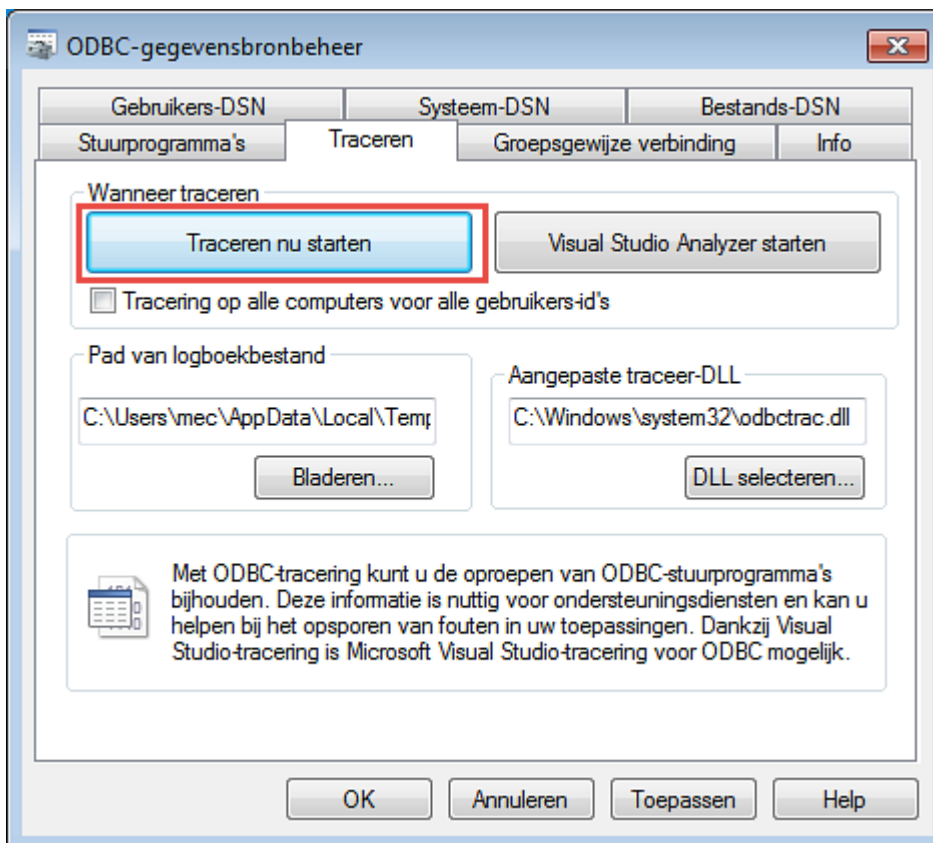 ODBC-gegevensbronbeheer
Gebruikers-DSN Systeem-DSN Bestands-DSN
Stuurprogramma's Traceren Groepsgewijze verbinding Info
Wanneer traceren
Traceren nu starten Visual Studio Analyzer starten
Tracering op alle computers voor alle gebruikers-id's
Pad van logboekbestand
Aangepaste traceer-DLL
C:\Users\mec\AppData\Local\Temp C:\Windows\system32\odbctrac.dll
Bladeren... DLL selecteren...
Met ODBC-tracering kunt u de oproepen van ODBC-stuurprogramma's
bijhouden. Deze informatie is nuttig voor ondersteuningsdiensten en kan u
helpen bij het opsporen van fouten in uw toepassingen. Dankzij Visual
Studio-tracering is Microsoft Visual Studio-tracering voor ODBC mogelijk.
OK Annuleren Toepassen Help